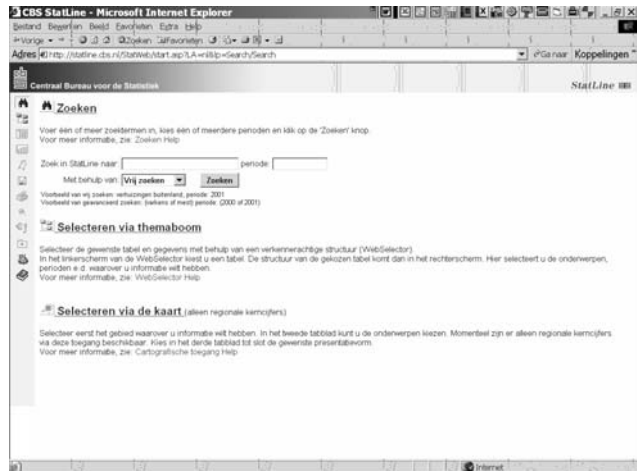 CBS StatLine - Microsoft Internet Explorer
Bestand Bewerken Beeld Favorieten Extra Help
Vorige Zoeken Favorieten
Adres http://statline.cbs.nl/StatWeb/start.asp?LA=nl&lp=Search/Search Ga naar Koppelingen
Centraal Bureau voor de Statistiek StatLine
Zoeken
Voer één of meer zoektermen in, kies één of meerdere perioden en klik op de 'Zoeken' knop.
Voor meer informatie, zie: Zoeken Help
Zoek in StatLine naar: periode:
Met behulp van: Vrij zoeken Zoeken
Voorbeeld van vrij zoeken: verhuizingen buitenland, periode: 2001
Voorbeeld van geavanceerd zoeken: (varkens of mest) periode: (2000 of 2001)
Selecteren via themaboom
Selecteer de gewenste tabel en gegevens met behulp van een verkennerachtige structuur (WebSelector).
In het linkerscherm van de WebSelector kiest u een tabel. De structuur van de gekozen tabel komt dan in het rechterscherm. Hier selecteert u de onderwerpen,
perioden e.d. waarover u informatie wilt hebben.
Voor meer informatie, zie: WebSelector Help
Selecteren via de kaart (alleen regionale kerncijfers)
Selecteer eerst het gebied waarover u informatie wilt hebben. In het tweede tabblad kunt u de onderwerpen kiezen. Momenteel zijn er alleen regionale kerncijfers
via deze toegang beschikbaar. Kies in het derde tabblad tot slot de gewenste presentatievorm.
Voor meer informatie, zie: Cartografische toegang Help
Internet